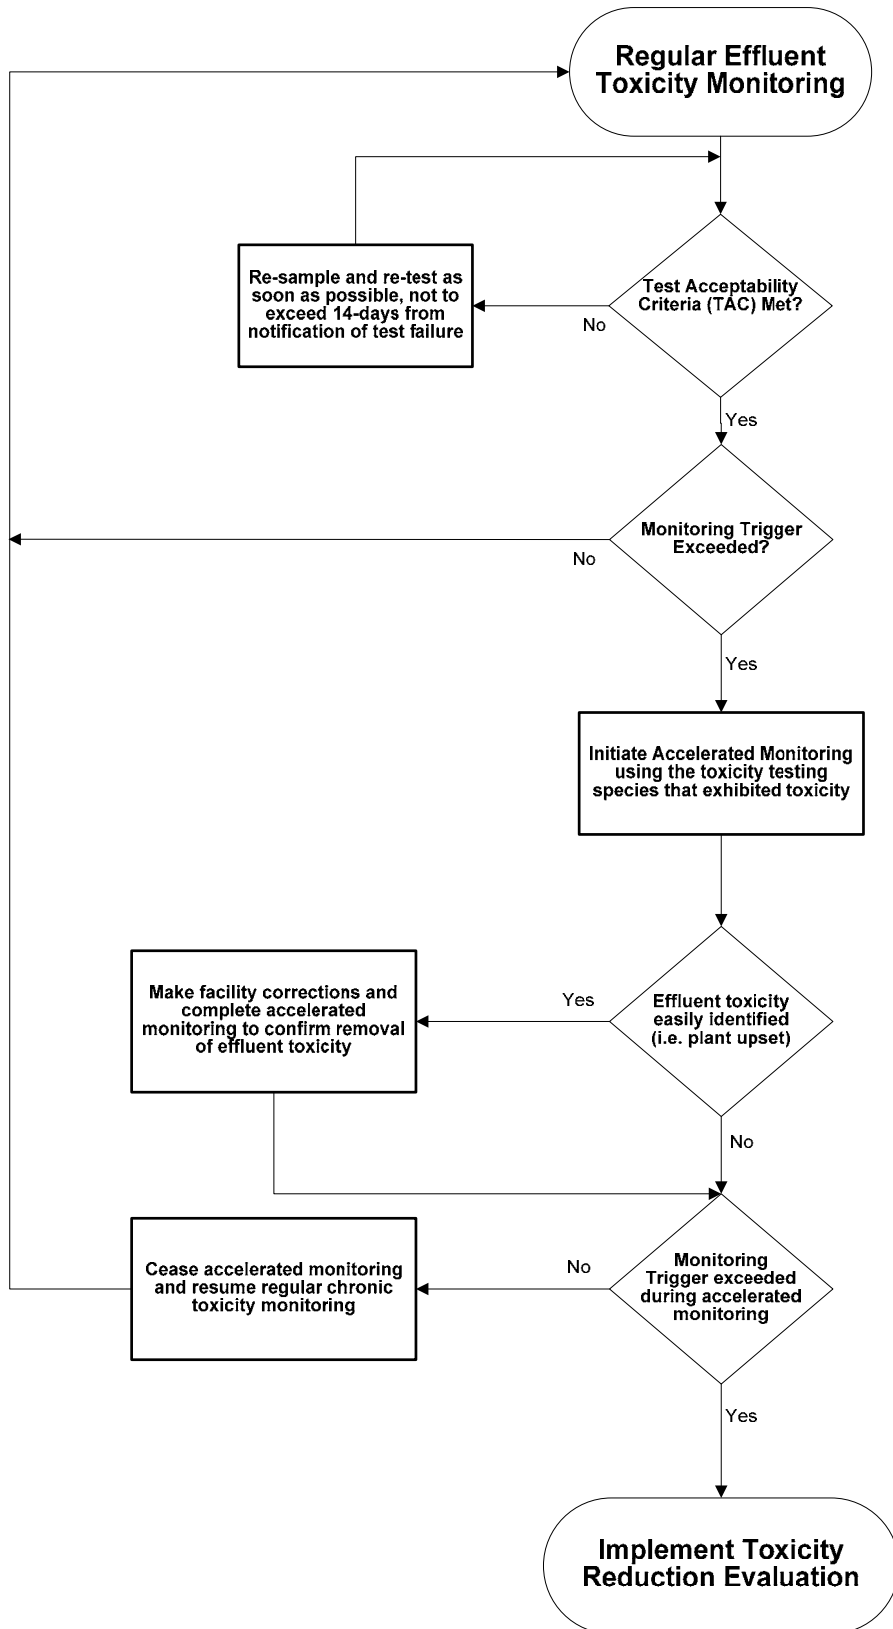 Regular Effluent
Toxicity Monitoring
Re-sample and re-test as
soon as possible, not to
exceed 14-days from
notification of test failure
Test Acceptability
Criteria (TAC) Met?
No
Yes
Monitoring Trigger
Exceeded?
No
Yes
Initiate Accelerated Monitoring
using the toxicity testing
species that exhibited toxicity
Make facility corrections and
complete accelerated
monitoring to confirm removal
of effluent toxicity
Yes
Effluent toxicity
easily identified
(i.e. plant upset)
No
Cease accelerated monitoring
and resume regular chronic
toxicity monitoring
No
Monitoring
Trigger exceeded
during accelerated
monitoring
Yes
Implement Toxicity
Reduction Evaluation